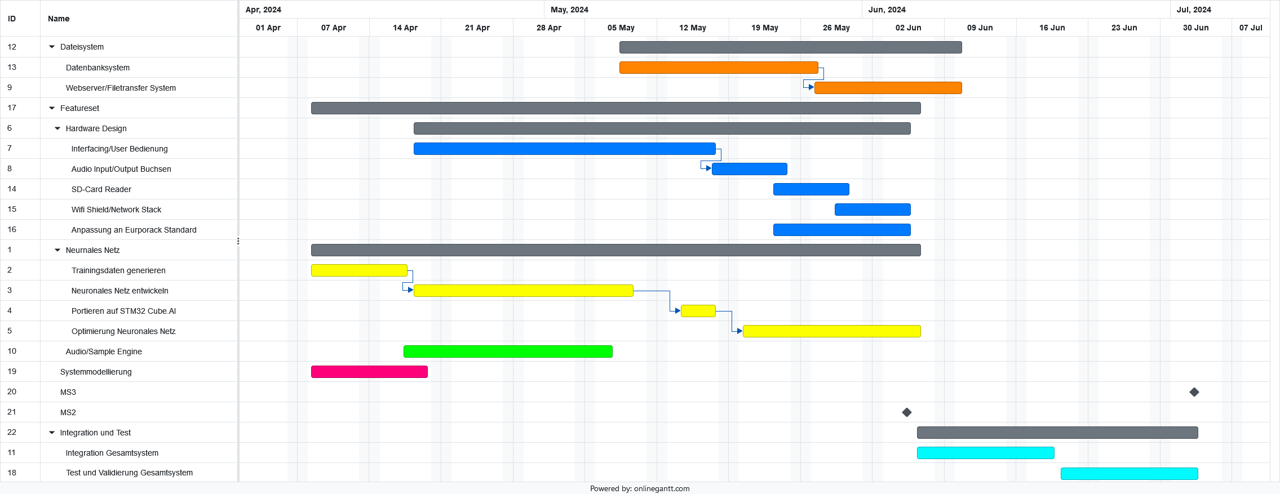 ID Name Apr, 2024 May, 2024 Jun, 2024 Jul, 2024
01 Apr 07 Apr 14 Apr 21 Apr 28 Apr 05 May 12 May 19 May 26 May 02 Jun 09 Jun 16 Jun 23 Jun 30 Jun 07 Jul
12 Dateisystem
13 Datenbanksystem
9 Webserver/Filetransfer System
17 Featureset
6 Hardware Design
7 Interfacing/User Bedienung
8 Audio Input/Output Buchsen
14 SD-Card Reader
15 Wifi Shield/Network Stack
16 Anpassung an Eurporack Standard
1 Neurnales Netz
2 Trainingsdaten generieren
3 Neuronales Netz entwickeln
4 Portieren auf STM32 Cube.AI
5 Optimierung Neuronales Netz
10 Audio/Sample Engine
19 Systemmodellierung
20 MS3
21 MS2
22 Integration und Test
11 Integration Gesamtsystem
18 Test und Validierung Gesamtsystem
Powered by: onlinegantt.com